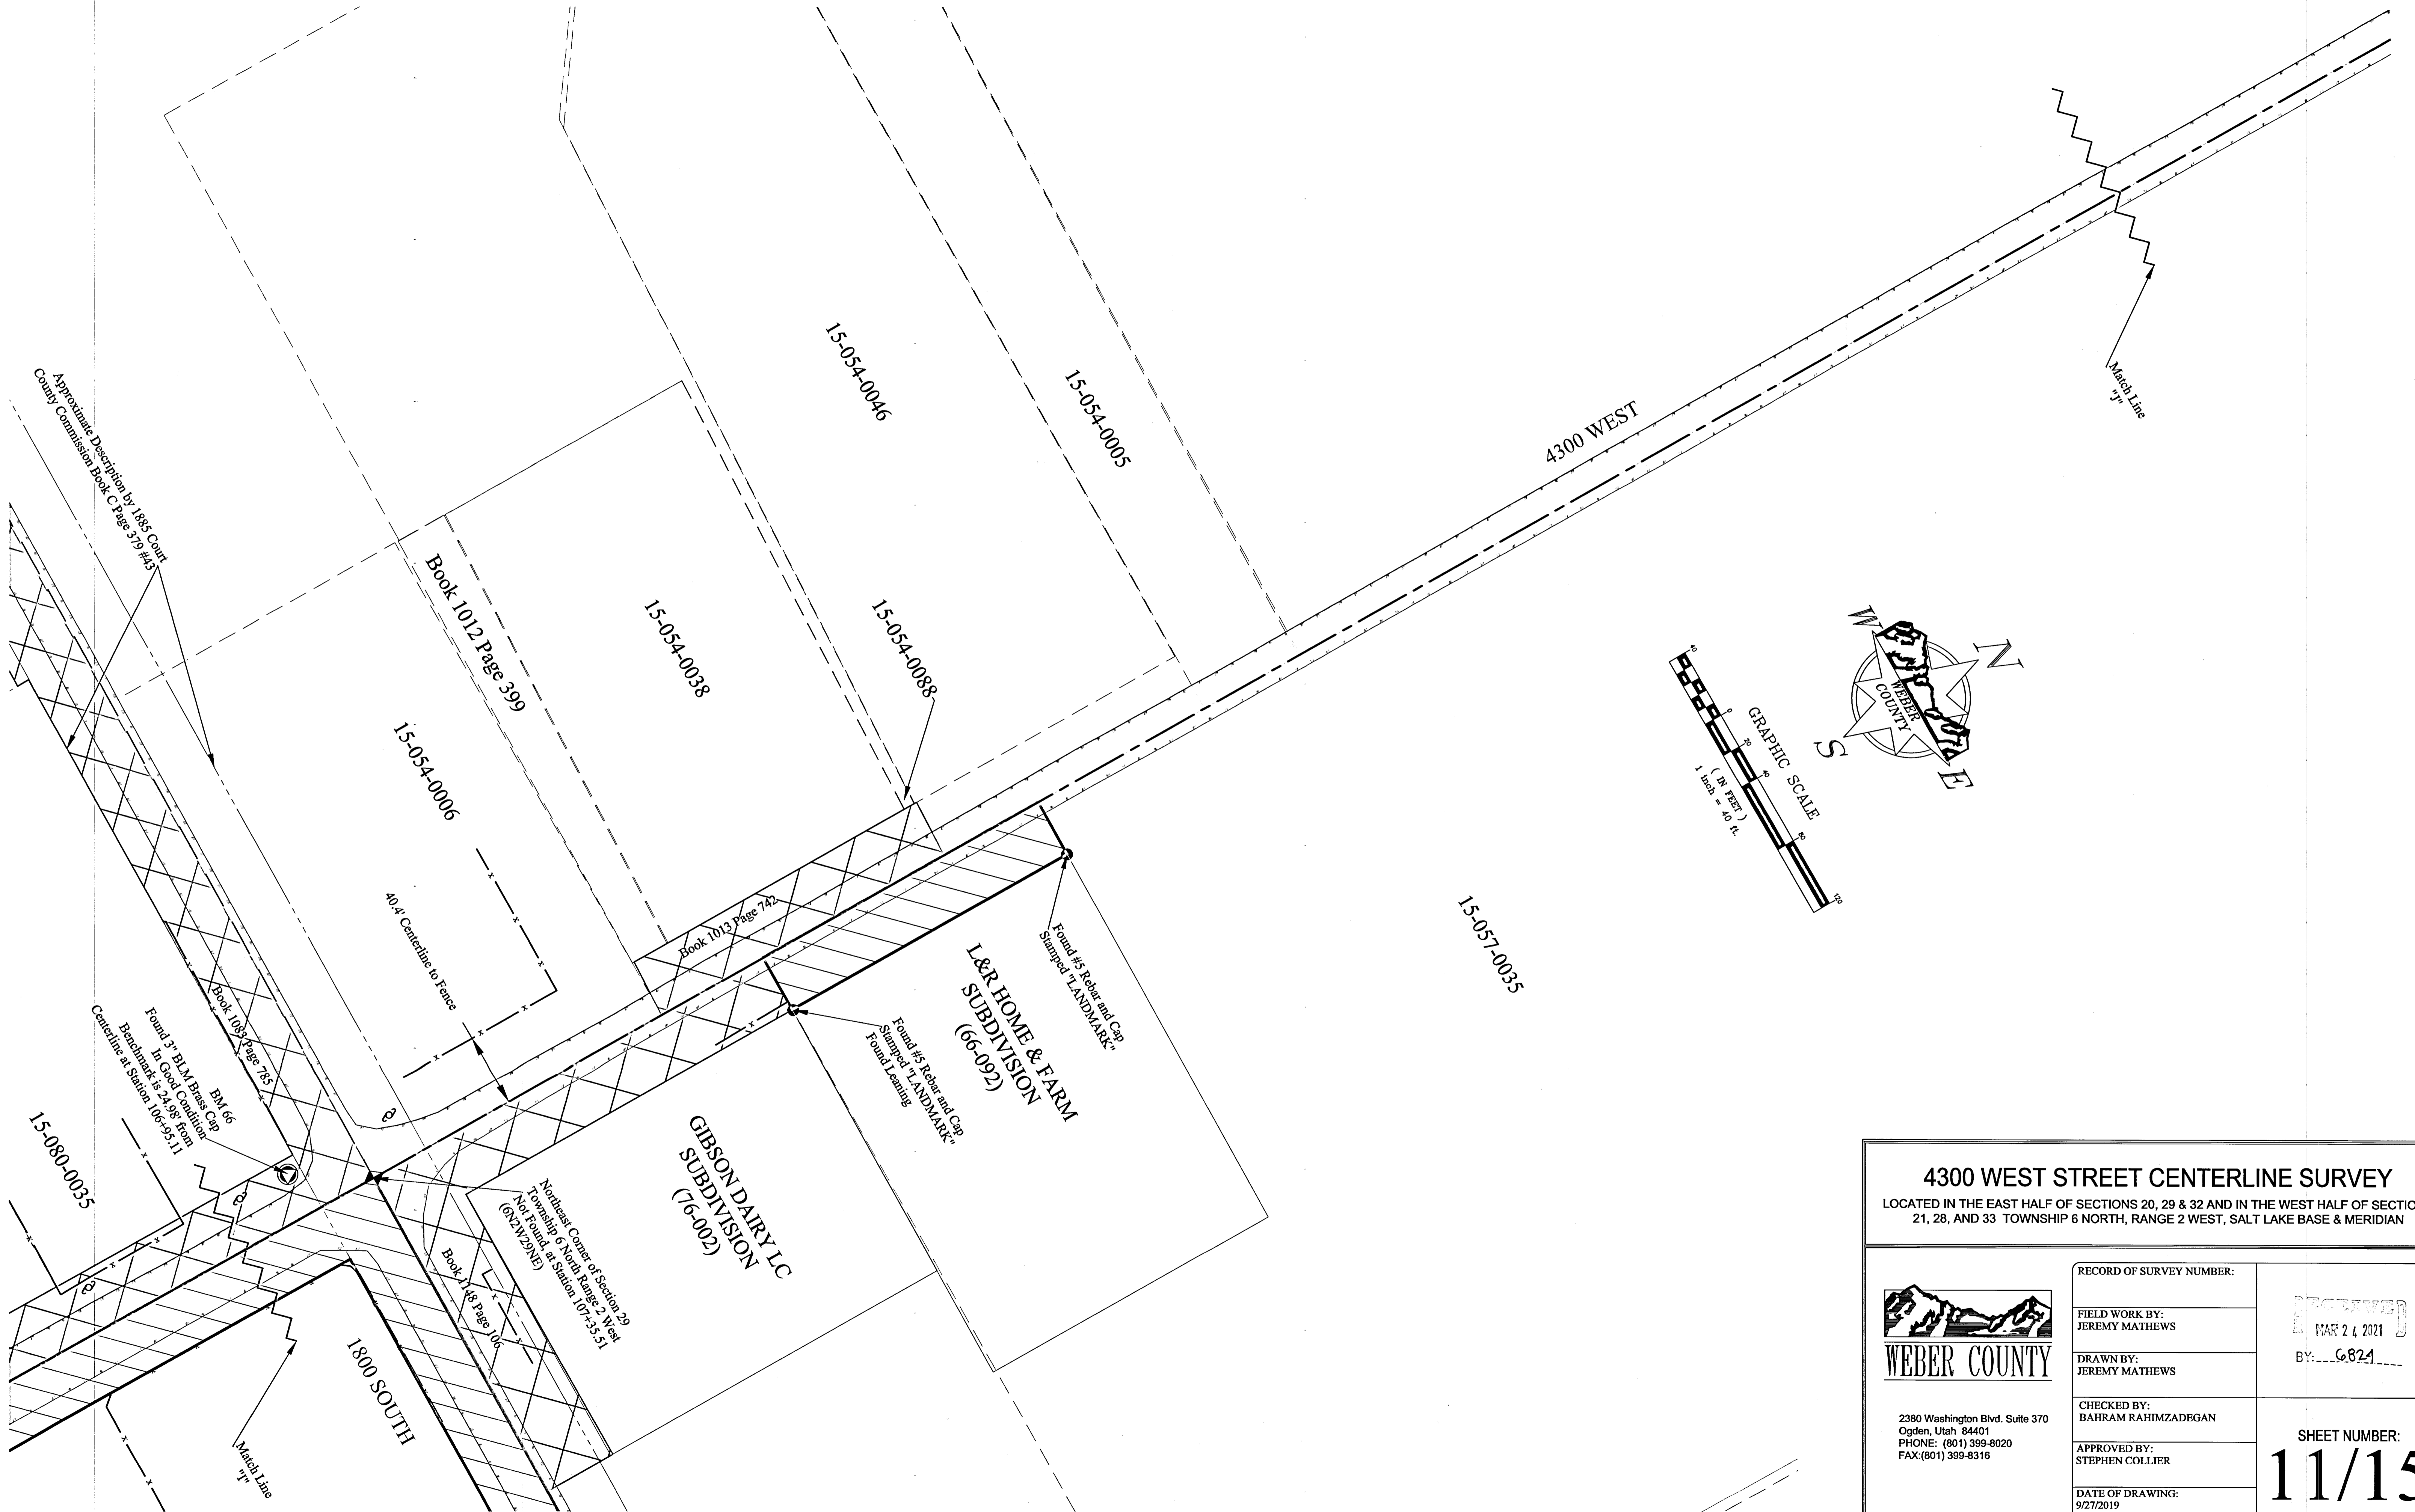 15-054-0046
15-054-0005
4300 WEST
Match Line
"J"
Approximate Description by 1885 Court
County Commission Book C Page 379 #43
Book 1012 Page 399
15-054-0038
15-054-0088
15-054-0006
Book 1013 Page 742
40.4' Centerline to Fence
N
W
E
S
WEBER
COUNTY
GRAPHIC SCALE
40
0
20
40
80
120
( IN FEET )
1 inch = 40 ft.
15-057-0035
Found #5 Rebar and Cap
Stamped "LANDMARK"
L&R HOME & FARM
SUBDIVISION
(66-092)
Found #5 Rebar and Cap
Stamped "LANDMARK"
Found Leaning
GIBSON DAIRY LC
SUBDIVISION
(76-002)
Book 1083 Page 785
BM 66
Found 3" BLM Brass Cap
In Good Condition
Benchmark is 24.98' from
Centerline at Station 106+95.11
15-080-0035
Northeast Corner of Section 29
Township 6 North Range 2 West
Not Found, at Station 107+35.51
(6N2W29NE)
Book 1148 Page 106
1800 SOUTH
Match Line
"I"
4300 WEST STREET CENTERLINE SURVEY
LOCATED IN THE EAST HALF OF SECTIONS 20, 29 & 32 AND IN THE WEST HALF OF SECTIO
21, 28, AND 33 TOWNSHIP 6 NORTH, RANGE 2 WEST, SALT LAKE BASE & MERIDIAN
WEBER COUNTY
2380 Washington Blvd. Suite 370
Ogden, Utah 84401
PHONE: (801) 399-8020
FAX:(801) 399-8316
RECORD OF SURVEY NUMBER:
FIELD WORK BY:
JEREMY MATHEWS
DRAWN BY:
JEREMY MATHEWS
CHECKED BY:
BAHRAM RAHIMZADEGAN
APPROVED BY:
STEPHEN COLLIER
DATE OF DRAWING:
9/27/2019
RECEIVED
MAR 24 2021
BY: 6824
SHEET NUMBER:
11/15